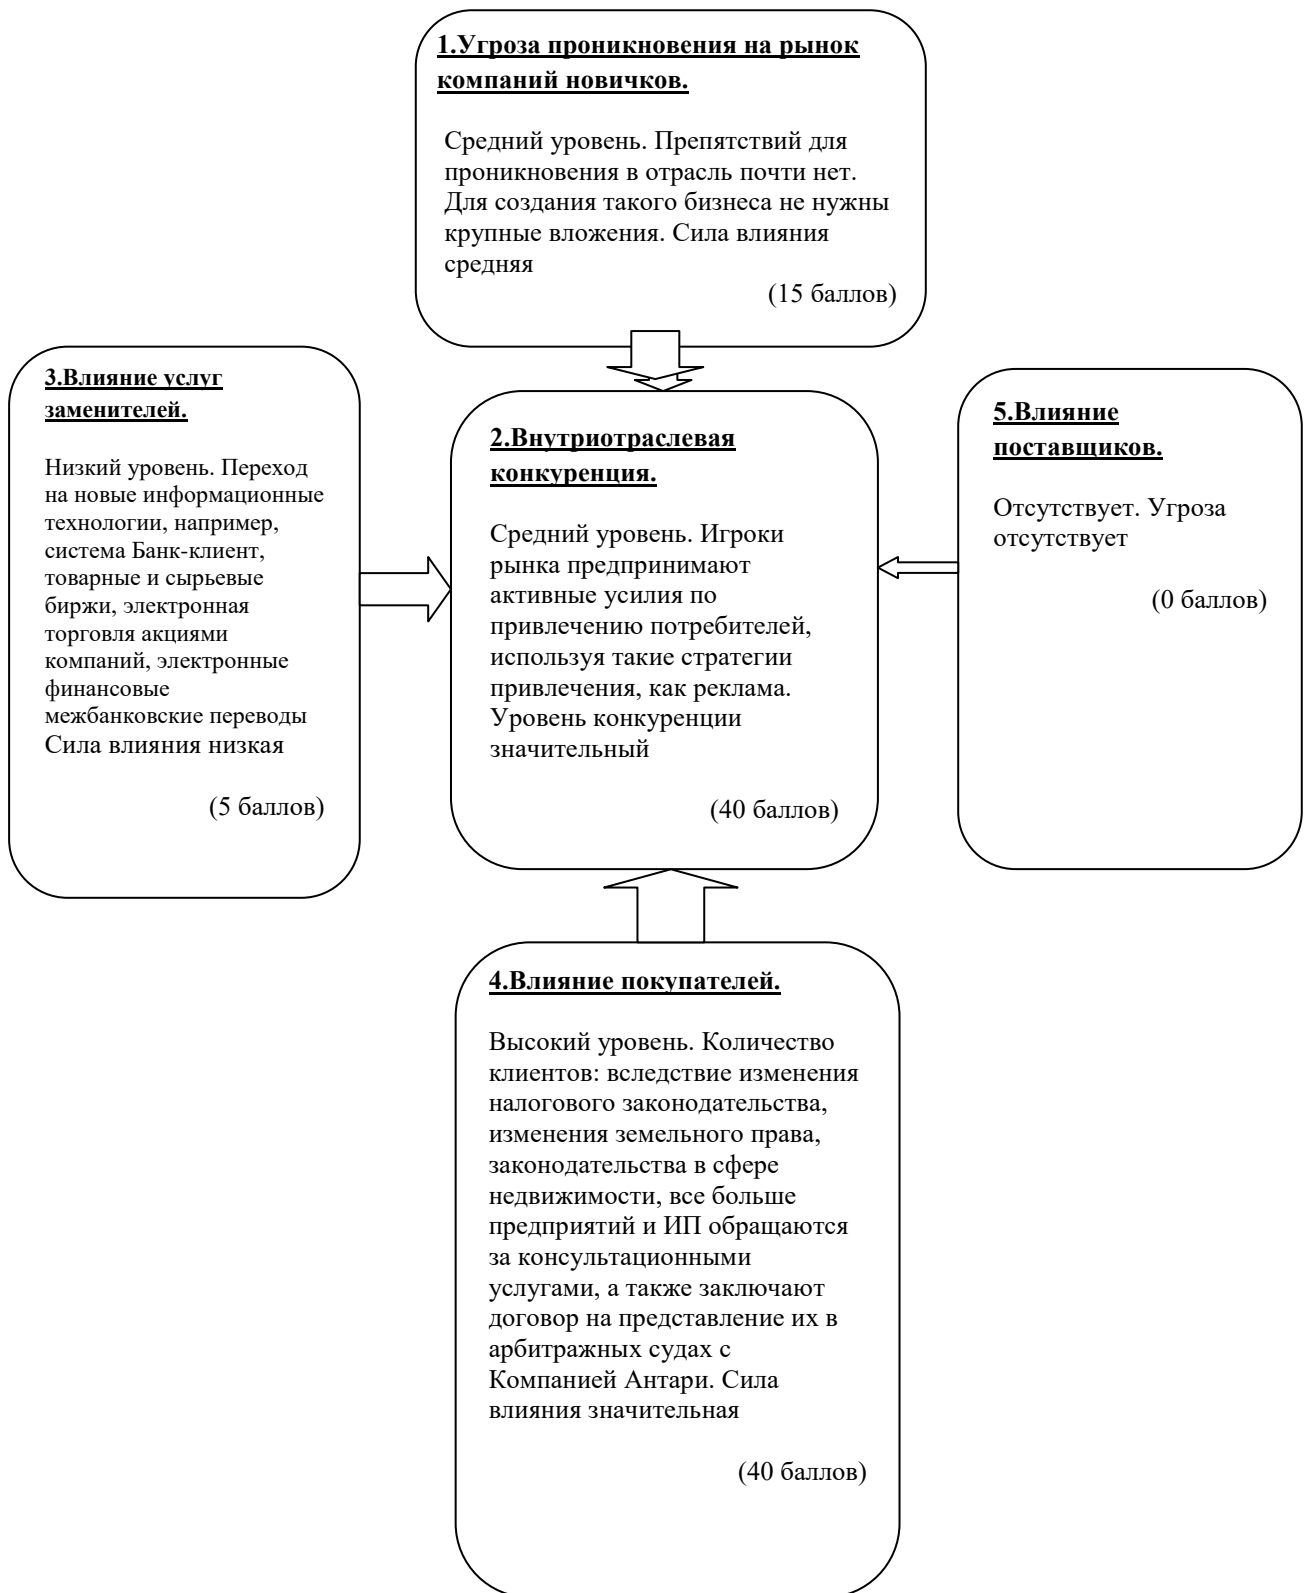 1.Угроза проникновения на рынок
компаний новичков.
Средний уровень. Препятствий для
проникновения в отрасль почти нет.
Для создания такого бизнеса не нужны
крупные вложения. Сила влияния
средняя
(15 баллов)
3.Влияние услуг
заменителей.
Низкий уровень. Переход
на новые информационные
технологии, например,
система Банк-клиент,
товарные и сырьевые
биржи, электронная
торговля акциями
компаний, электронные
финансовые
межбанковские переводы
Сила влияния низкая
(5 баллов)
2.Внутриотраслевая
конкуренция.
Средний уровень. Игроки
рынка предпринимают
активные усилия по
привлечению потребителей,
используя такие стратегии
привлечения, как реклама.
Уровень конкуренции
значительный
(40 баллов)
5.Влияние
поставщиков.
Отсутствует. Угроза
отсутствует
(0 баллов)
4.Влияние покупателей.
Высокий уровень. Количество
клиентов: вследствие изменения
налогового законодательства,
изменения земельного права,
законодательства в сфере
недвижимости, все больше
предприятий и ИП обращаются
за консультационными
услугами, а также заключают
договор на представление их в
арбитражных судах с
Компанией Антари. Сила
влияния значительная
(40 баллов)